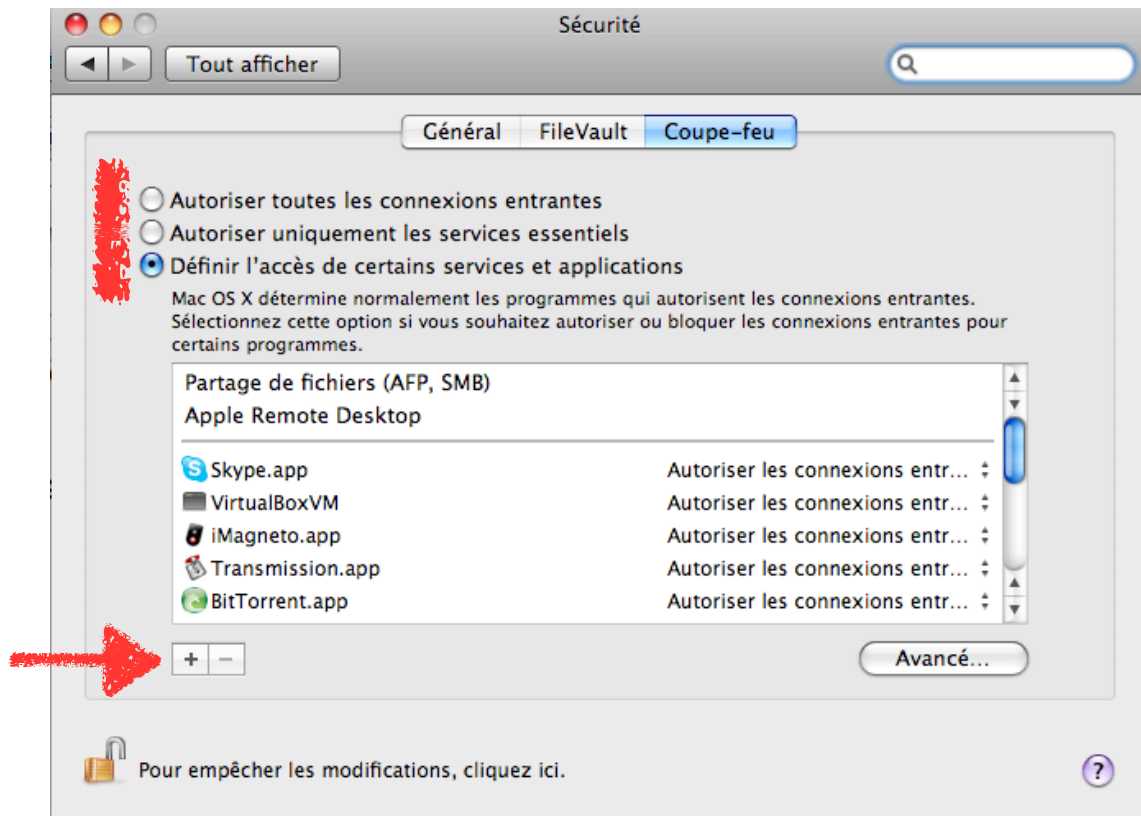 Sécurité
Tout afficher
Général FileVault Coupe-feu
Autoriser toutes les connexions entrantes
Autoriser uniquement les services essentiels
Définir l'accès de certains services et applications
Mac OS X détermine normalement les programmes qui autorisent les connexions entrantes.
Sélectionnez cette option si vous souhaitez autoriser ou bloquer les connexions entrantes pour
certains programmes.
Partage de fichiers (AFP, SMB)
Apple Remote Desktop
Skype.app Autoriser les connexions entr...
VirtualBoxVM Autoriser les connexions entr...
iMagneto.app Autoriser les connexions entr...
Transmission.app Autoriser les connexions entr...
BitTorrent.app Autoriser les connexions entr...
+ − Avancé...
Pour empêcher les modifications, cliquez ici. ?